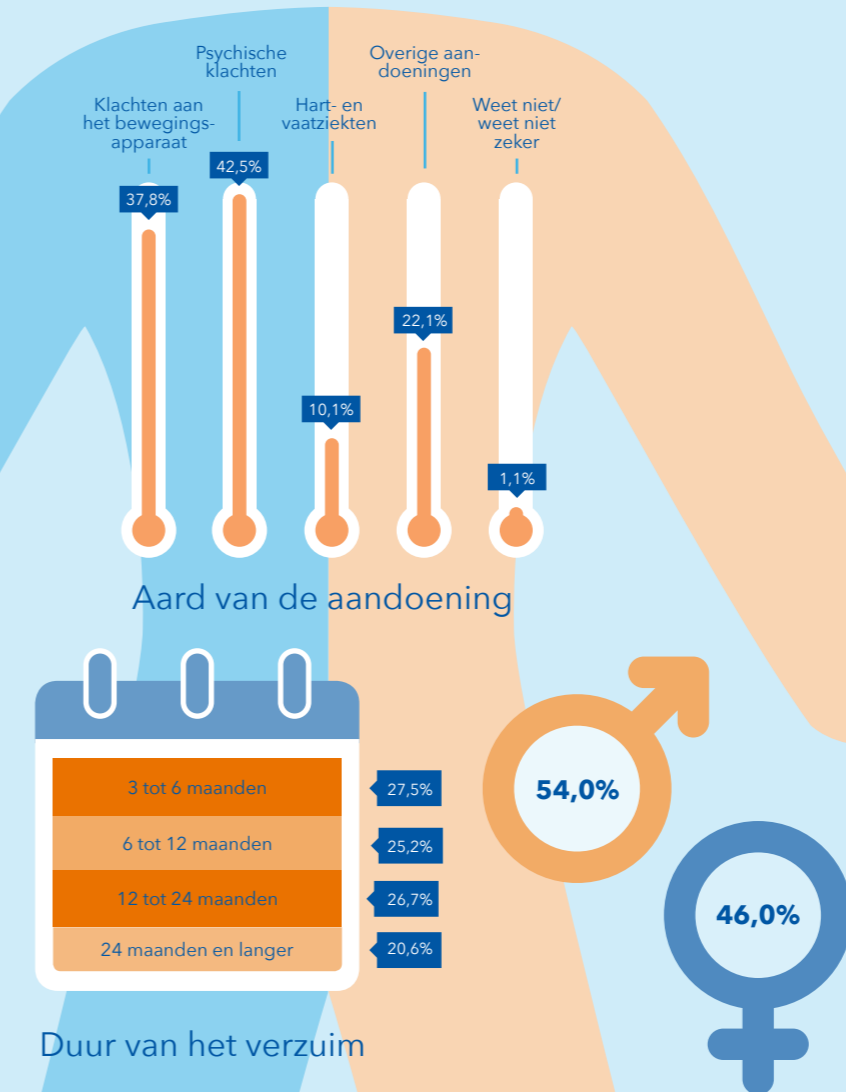 Psychische
klachten
Overige aan-
doeningen
Klachten aan
het bewegings-
apparaat
Hart- en
vaatziekten
Weet niet/
weet niet
zeker
37,8%
42,5%
10,1%
22,1%
1,1%
Aard van de aandoening
3 tot 6 maanden
27,5%
6 tot 12 maanden
25,2%
12 tot 24 maanden
26,7%
24 maanden en langer
20,6%
54,0%
46,0%
Duur van het verzuim